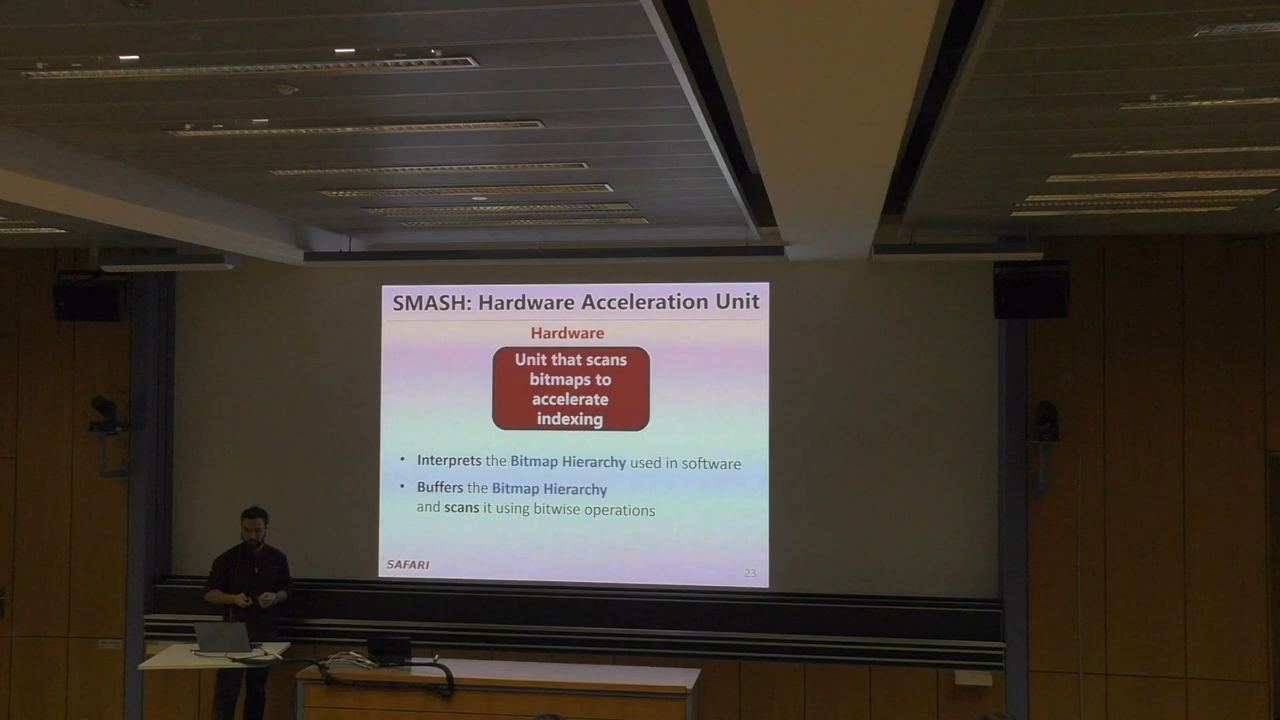 SMASH: Hardware Acceleration Unit
Hardware
Unit that scans
bitmaps to
accelerate
indexing
• Interprets the Bitmap Hierarchy used in software
• Buffers the Bitmap Hierarchy
and scans it using bitwise operations
SAFARI
23